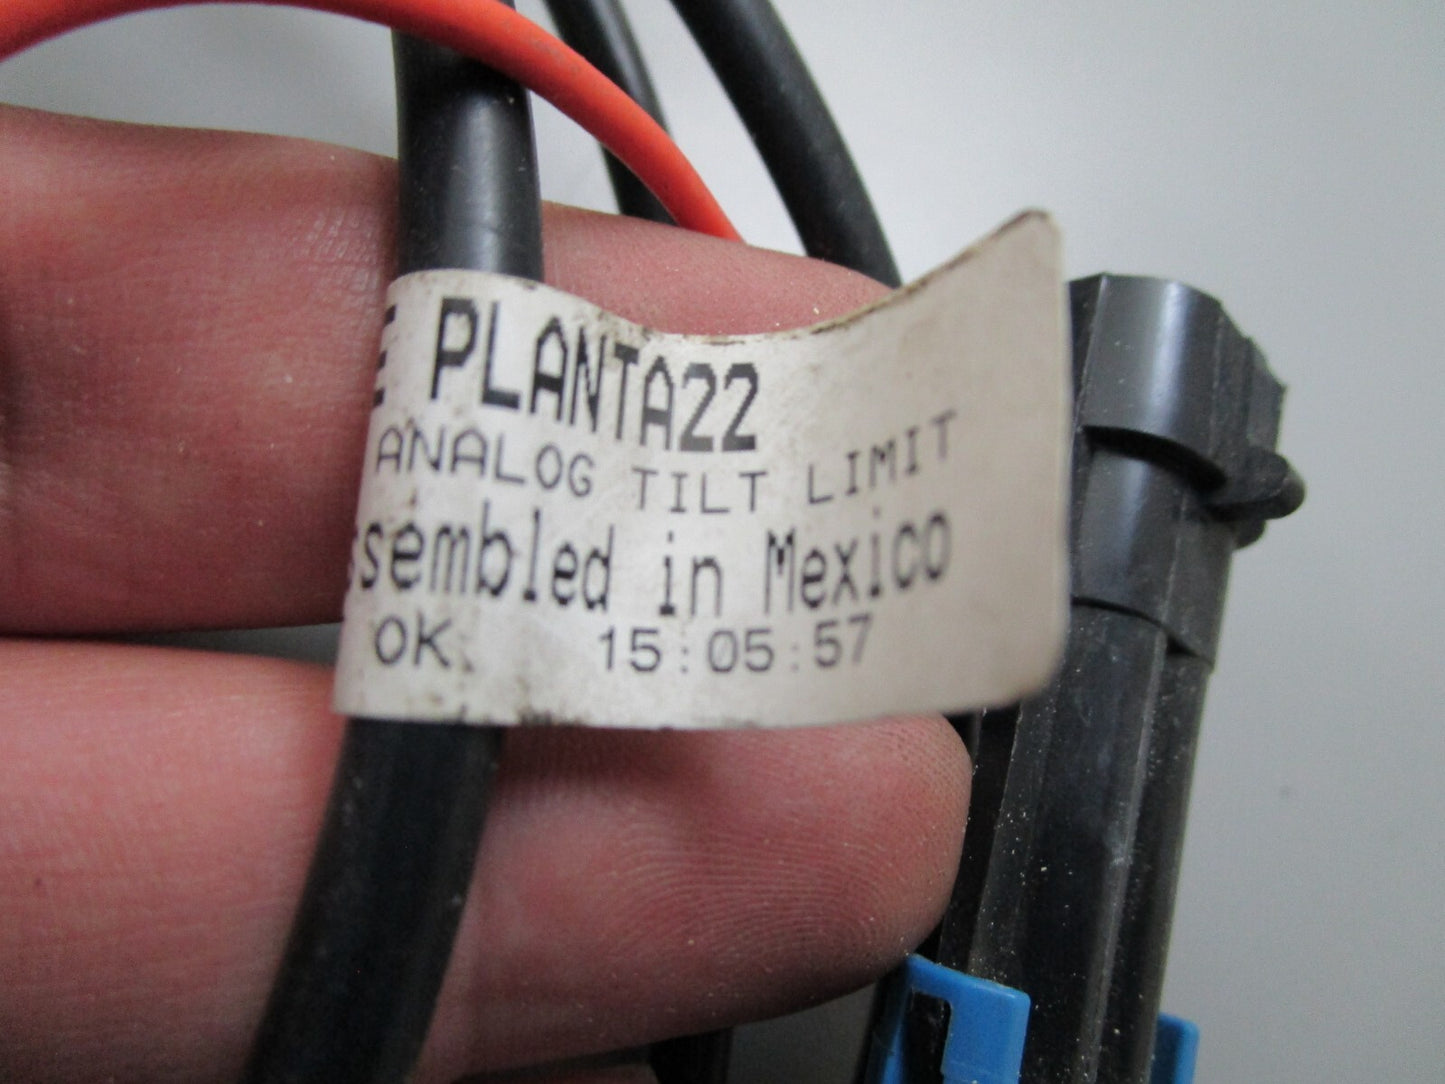 E PLANTA22
ANALOG TILT LIMIT
ssembled in Mexico
OK. 15:05:57